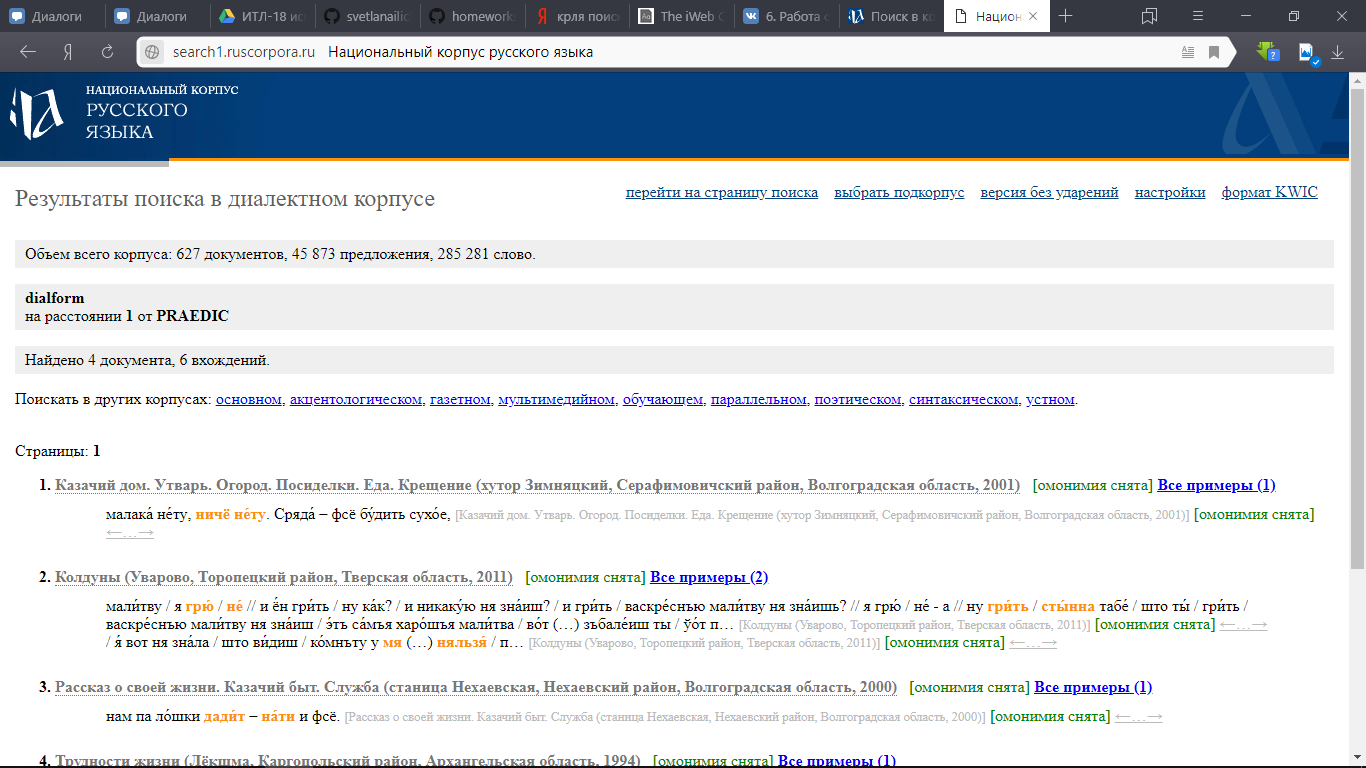 Диалоги Диалоги ИТЛ-18 ис svetlanailic homework крля поис The iWeb C 6. Работа с Поиск в ко Национ
search1.ruscorpora.ru Национальный корпус русского языка
НАЦИОНАЛЬНЫЙ КОРПУС
РУССКОГО
ЯЗЫКА
Результаты поиска в диалектном корпусе
перейти на страницу поиска выбрать подкорпус версия без ударений настройки формат KWIC
Объем всего корпуса: 627 документов, 45 873 предложения, 285 281 слово.
dialform
на расстоянии 1 от PRAEDIC
Найдено 4 документа, 6 вхождений.
Поискать в других корпусах: основном, акцентологическом, газетном, мультимедийном, обучающем, параллельном, поэтическом, синтаксическом, устном.
Страницы: 1
1. Казачий дом. Утварь. Огород. Посиделки. Еда. Крещение (хутор Зимняцкий, Серафимовичский район, Волгоградская область, 2001) [омонимия снята] Все примеры (1)
малака́ не́ту, ничё не́ту. Сряда́ – фсё бу́дить сухо́е, [Казачий дом. Утварь. Огород. Посиделки. Еда. Крещение (хутор Зимняцкий, Серафимовичский район, Волгоградская область, 2001)] [омонимия снята]
←…→
2. Колдуны (Уварово, Торопецкий район, Тверская область, 2011) [омонимия снята] Все примеры (2)
мали́тву / я грю́ / не́ // и ё́н гри́ть / ну ка́к? / и никаку́ю ня зна́иш? / и гри́ть / васкре́снью мали́тву ня зна́ишь? // я грю́ / не́ - а // ну гри́ть / сты́нна табе́ / што ты́ / гри́ть /
васкре́снью мали́тву ня зна́иш / э́тъ са́мъя харо́шья мали́тва / во́т (…) зъбале́иш ты / ўо́т п… [Колдуны (Уварово, Торопецкий район, Тверская область, 2011)] [омонимия снята] ←…→
/ я́ вот ня зна́ла / што ви́диш / ко́мнъту у мя (…) няльзя́ / п… [Колдуны (Уварово, Торопецкий район, Тверская область, 2011)] [омонимия снята] ←…→
3. Рассказ о своей жизни. Казачий быт. Служба (станица Нехаевская, Нехаевский район, Волгоградская область, 2000) [омонимия снята] Все примеры (1)
нам па ло́шки дади́т – на́ти и фсё. [Рассказ о своей жизни. Казачий быт. Служба (станица Нехаевская, Нехаевский район, Волгоградская область, 2000)] [омонимия снята] ←…→
4. Трудности жизни (Лёкшма, Каргопольский район, Архангельская область, 1994) [омонимия снята] Все примеры (1)